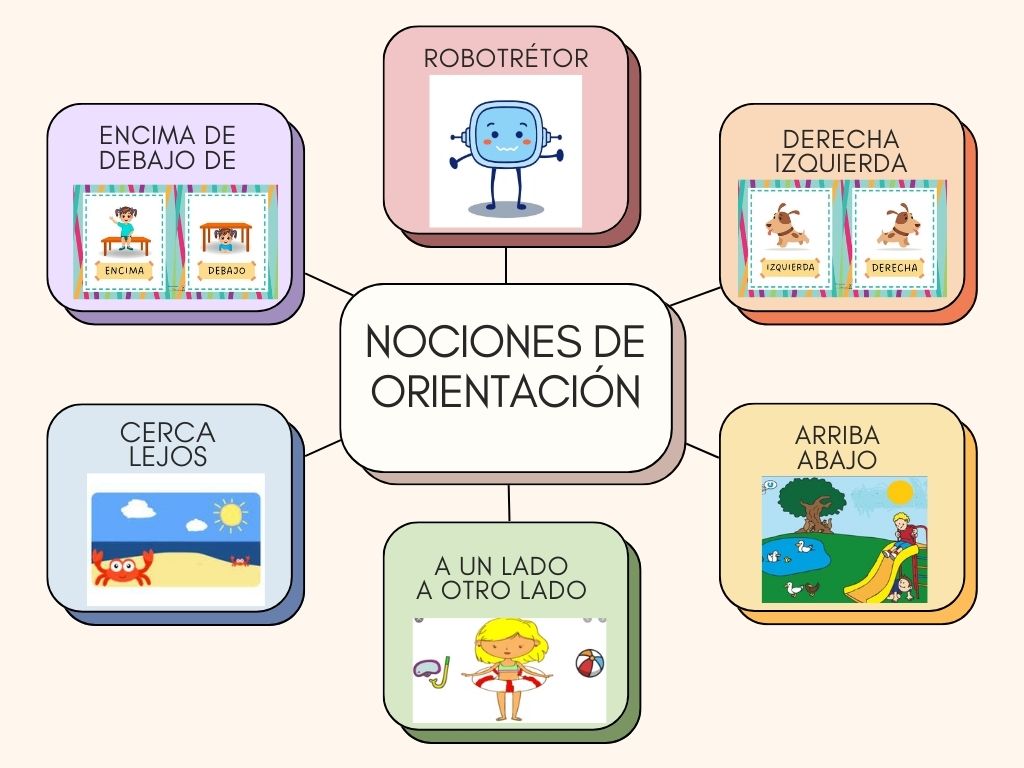 ROBOTRÉTOR
ENCIMA DE
DEBAJO DE
ENCIMA
DEBAJO
DERECHA
IZQUIERDA
IZQUIERDA
DERECHA
NOCIONES DE
ORIENTACIÓN
CERCA
LEJOS
ARRIBA
ABAJO
A UN LADO
A OTRO LADO